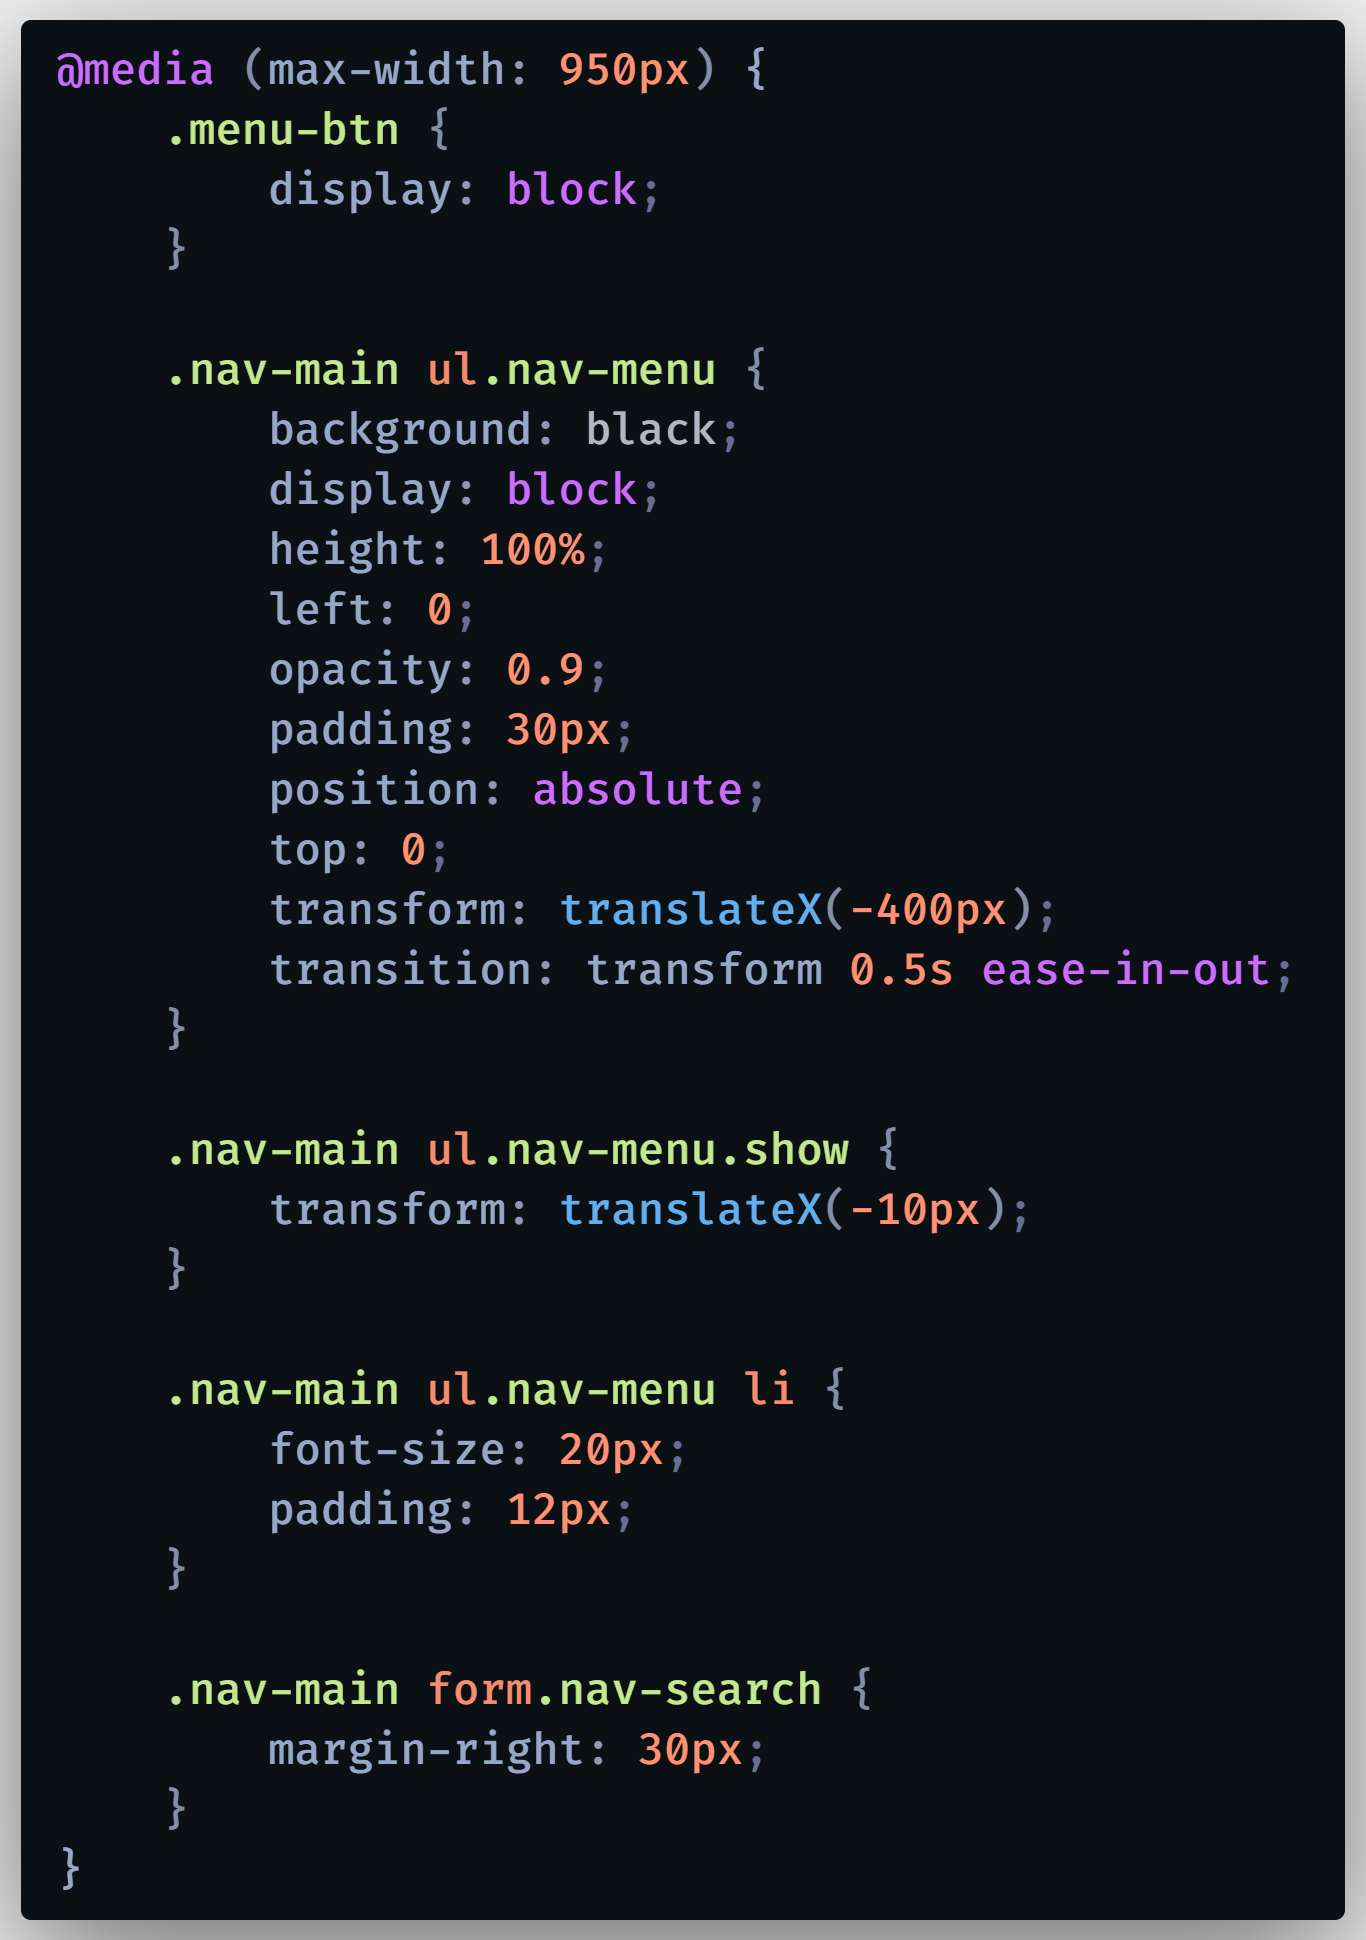 @media (max-width: 950px) {
    .menu-btn {
        display: block;
    }

    .nav-main ul.nav-menu {
        background: black;
        display: block;
        height: 100%;
        left: 0;
        opacity: 0.9;
        padding: 30px;
        position: absolute;
        top: 0;
        transform: translateX(-400px);
        transition: transform 0.5s ease-in-out;
    }

    .nav-main ul.nav-menu.show {
        transform: translateX(-10px);
    }

    .nav-main ul.nav-menu li {
        font-size: 20px;
        padding: 12px;
    }

    .nav-main form.nav-search {
        margin-right: 30px;
    }
}